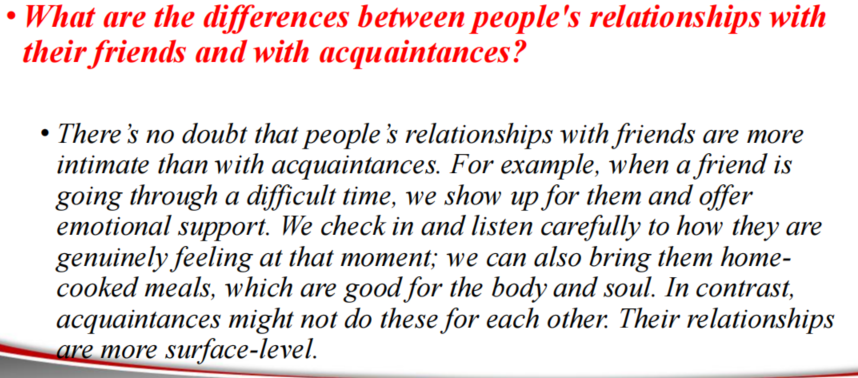 • What are the differences between people's relationships with
their friends and with acquaintances?
• There’s no doubt that people’s relationships with friends are more
intimate than with acquaintances. For example, when a friend is
going through a difficult time, we show up for them and offer
emotional support. We check in and listen carefully to how they are
genuinely feeling at that moment; we can also bring them home-
cooked meals, which are good for the body and soul. In contrast,
acquaintances might not do these for each other. Their relationships
are more surface-level.